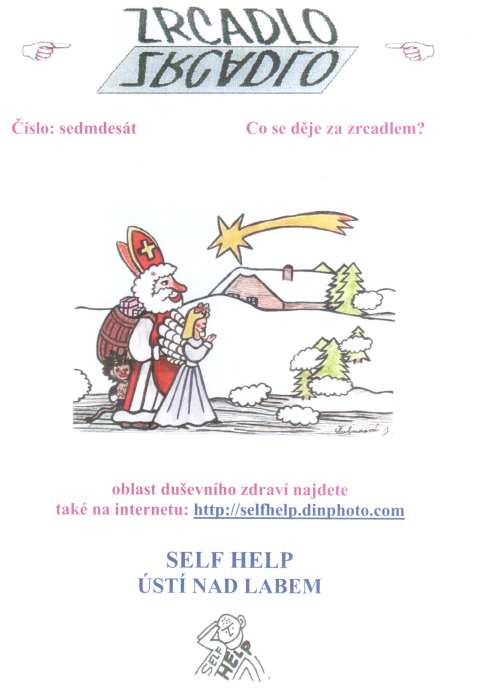 ZRCADLO
ZRCADLO
Číslo: sedmdesát
Co se děje za zrcadlem?
oblast duševního zdraví najdete
také na internetu: http://selfhelp.dinphoto.com
SELF HELP
ÚSTÍ NAD LABEM
SELF
HELP